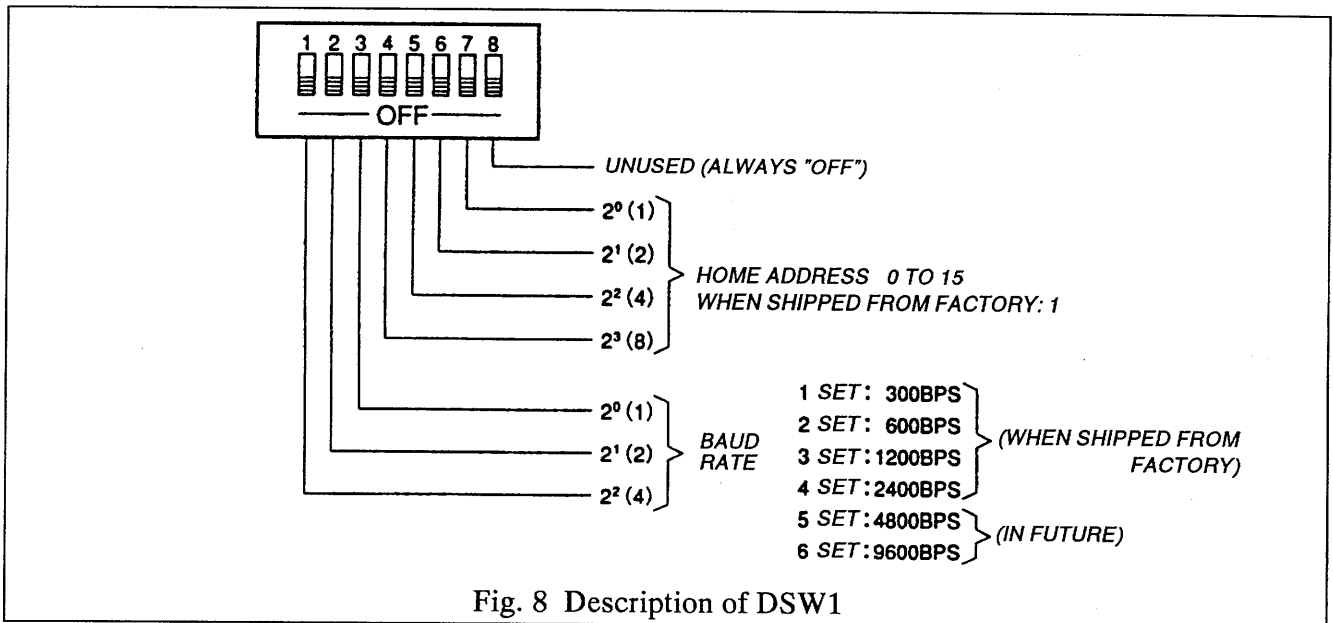 1 2 3 4 5 6 7 8
OFF
UNUSED (ALWAYS "OFF")
2⁰ (1)
2¹ (2)
2² (4)
2³ (8)
HOME ADDRESS 0 TO 15
WHEN SHIPPED FROM FACTORY: 1
2⁰ (1)
2¹ (2)
2² (4)
BAUD
RATE
1 SET: 300BPS
2 SET: 600BPS
3 SET: 1200BPS
4 SET: 2400BPS
(WHEN SHIPPED FROM
FACTORY)
5 SET: 4800BPS
6 SET: 9600BPS
(IN FUTURE)
Fig. 8 Description of DSW1